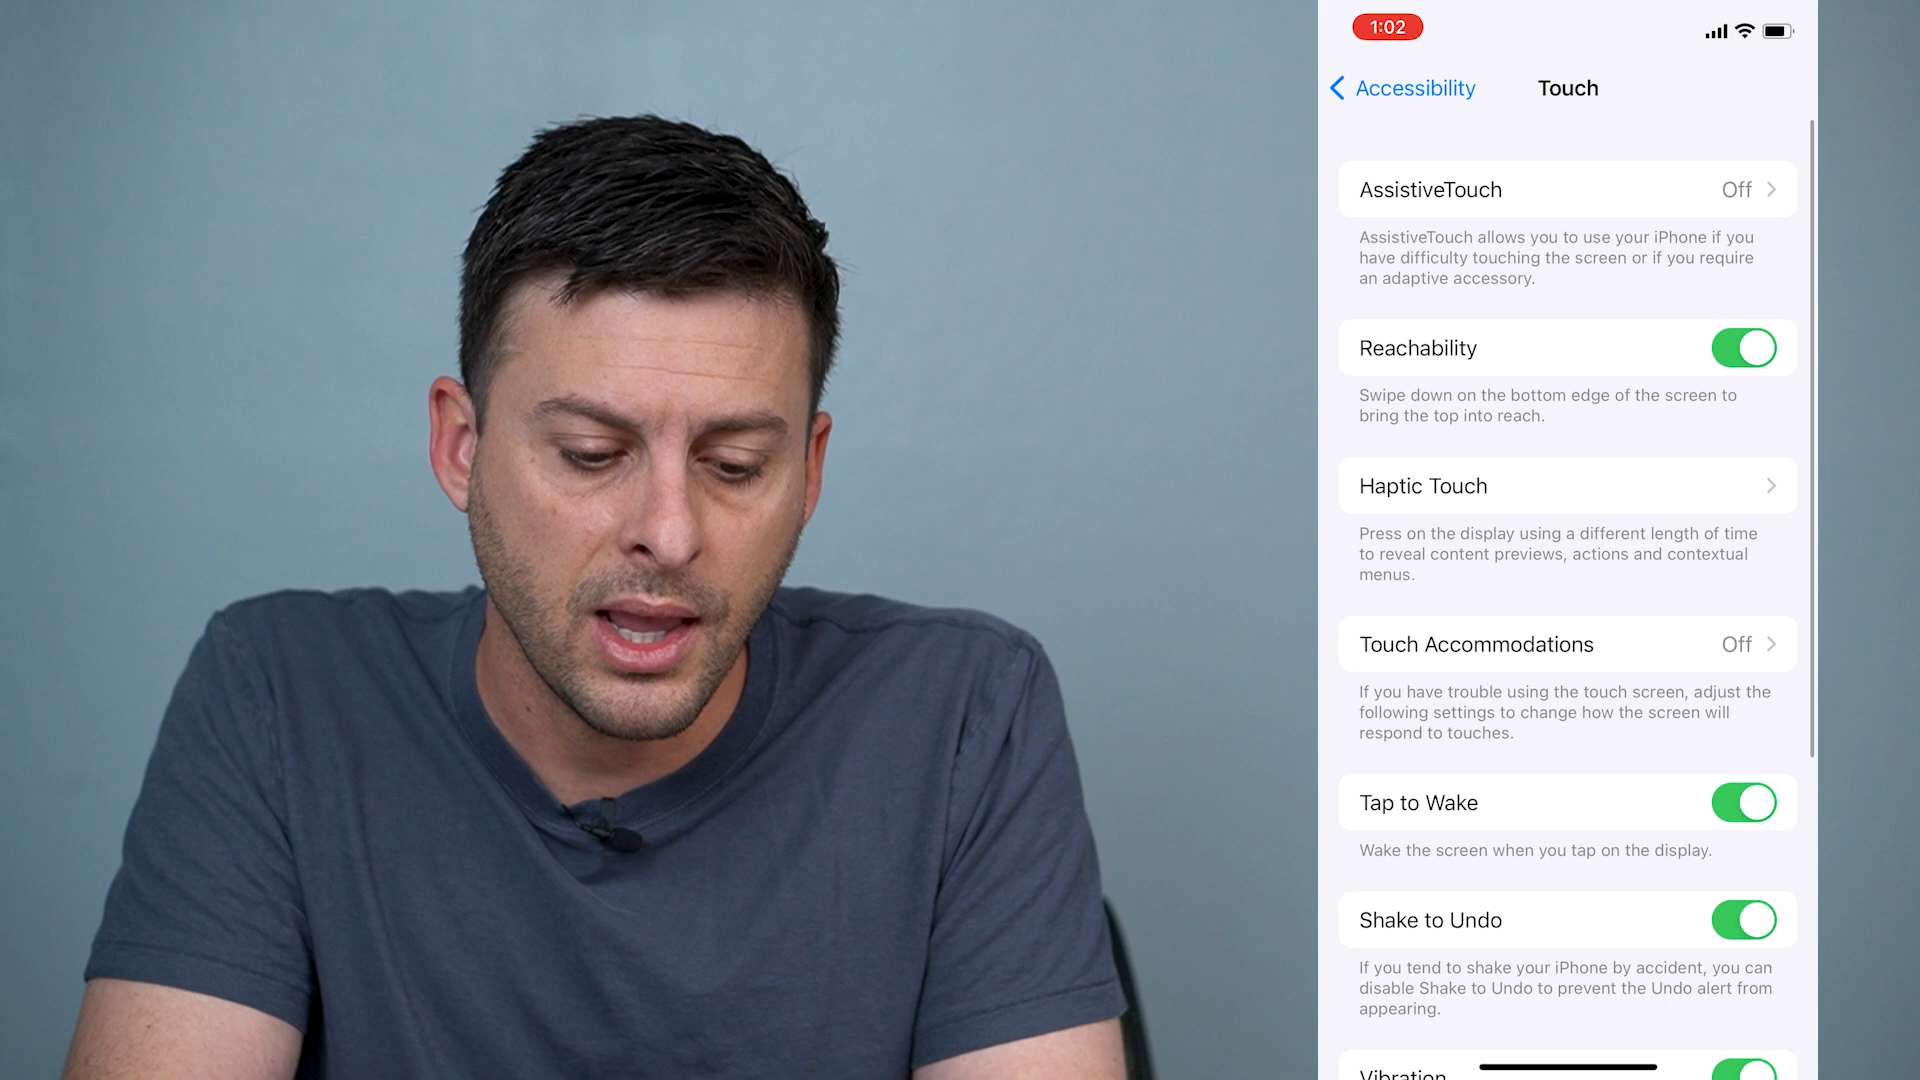 1:02
Accessibility
Touch
AssistiveTouch
Off
AssistiveTouch allows you to use your iPhone if you
have difficulty touching the screen or if you require
an adaptive accessory.
Reachability
Swipe down on the bottom edge of the screen to
bring the top into reach.
Haptic Touch
Press on the display using a different length of time
to reveal content previews, actions and contextual
menus.
Touch Accommodations
Off
If you have trouble using the touch screen, adjust the
following settings to change how the screen will
respond to touches.
Tap to Wake
Wake the screen when you tap on the display.
Shake to Undo
If you tend to shake your iPhone by accident, you can
disable Shake to Undo to prevent the Undo alert from
appearing.
Vibration